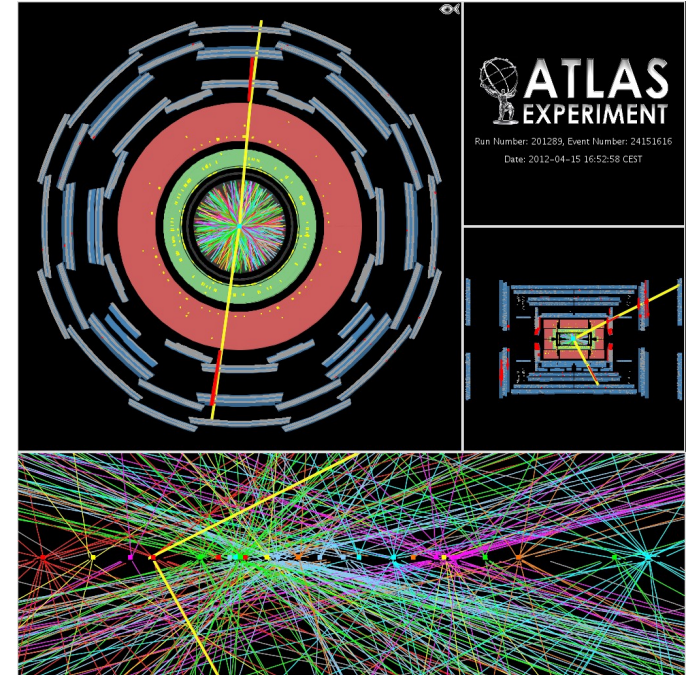 ATLAS
EXPERIMENT
Run Number: 201289, Event Number: 24151616
Date: 2012-04-15 16:52:58 CEST